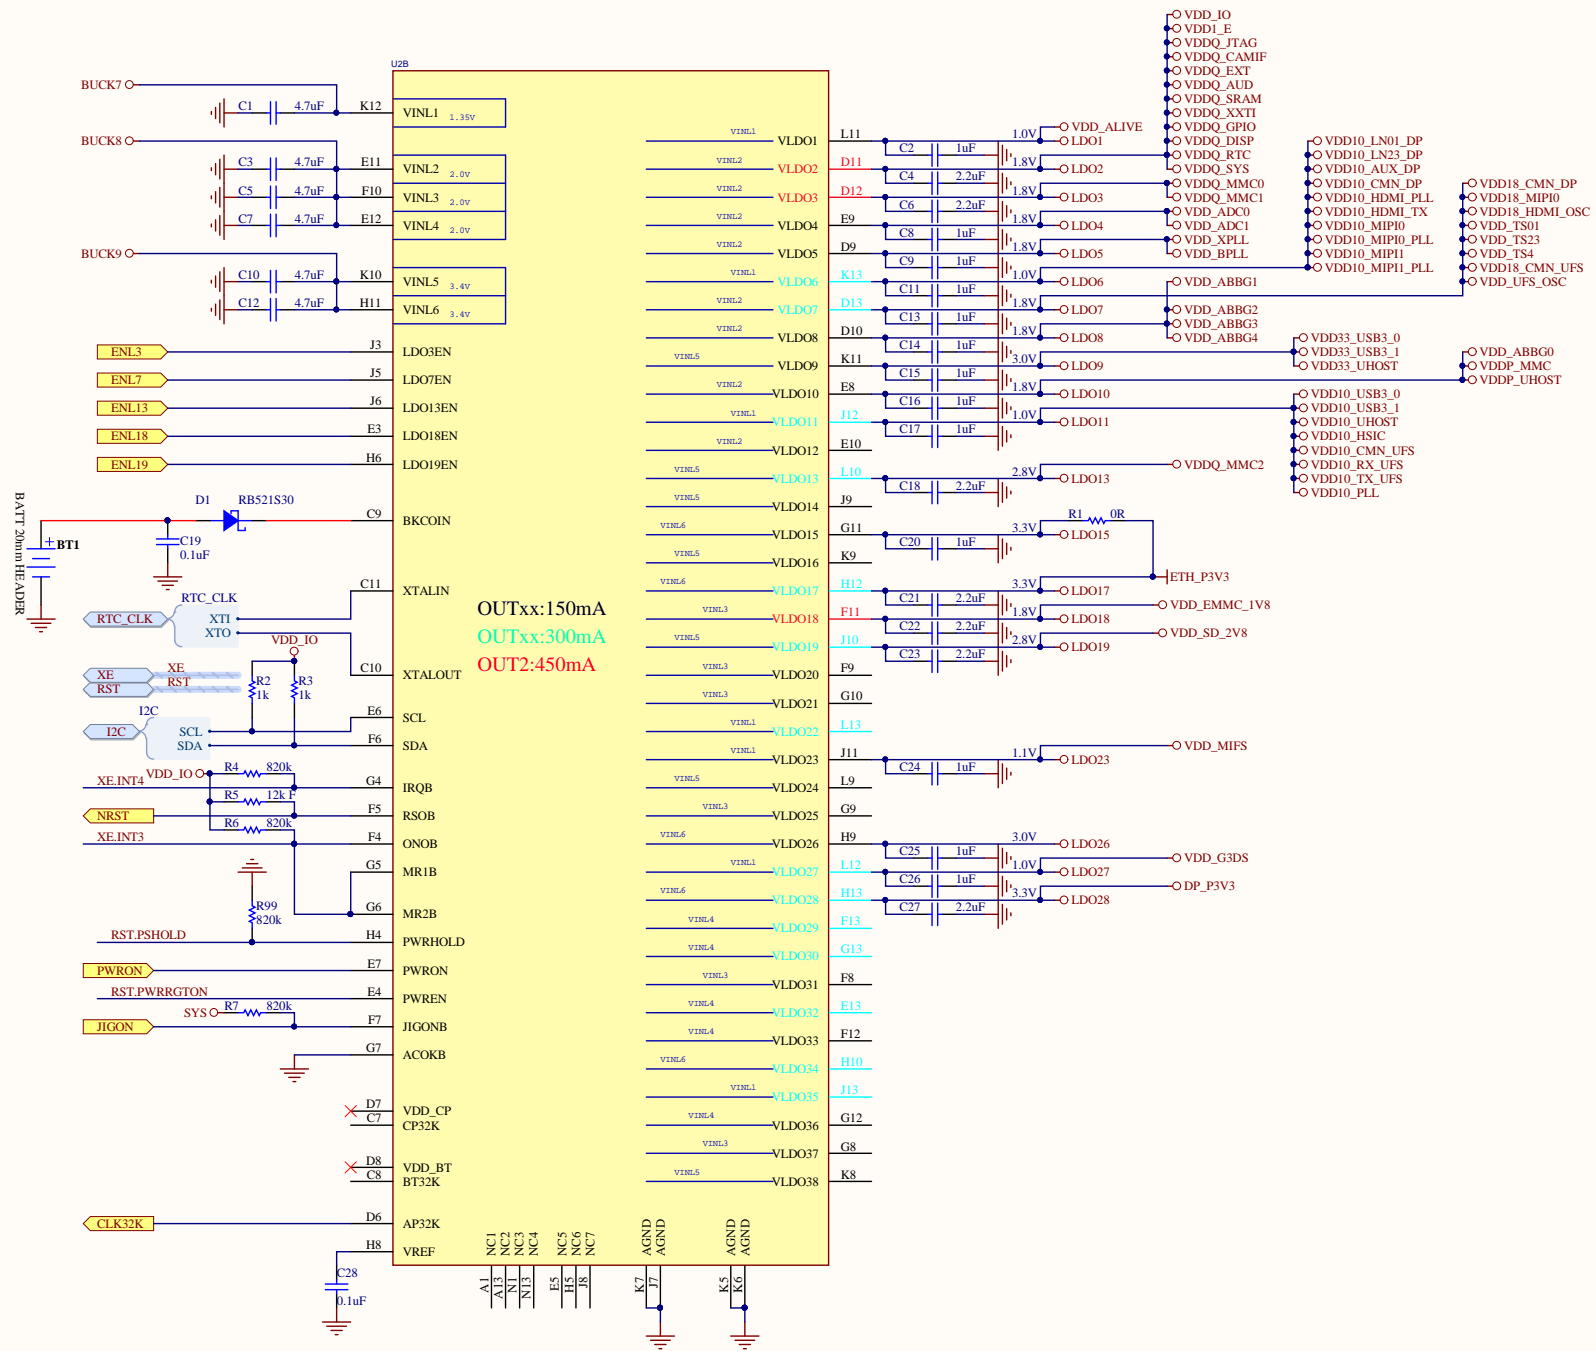 U2B
BUCK7
C1 4.7uF K12 VINL1 1.35V
BUCK8
C3 4.7uF E11 VINL2 2.0V
C5 4.7uF F10 VINL3 2.0V
C7 4.7uF E12 VINL4 2.0V
BUCK9
C10 4.7uF K10 VINL5 3.4V
C12 4.7uF H11 VINL6 3.4V
ENL3 J3 LDO3EN
ENL7 J5 LDO7EN
ENL13 J6 LDO13EN
ENL18 E3 LDO18EN
ENL19 H6 LDO19EN
BATT 20mm HEADER
+ BT1
D1 RB521S30 C9 BKCOIN
C19
0.1uF
C11 XTALIN
RTC_CLK
RTC_CLK XTI
XTO
VDD_IO
C10 XTALOUT
XE XE
RST RST
R2
1k
R3
1k
I2C
I2C SCL E6 SCL
SDA F6 SDA
VDD_IO R4 820k
XE.INT4 G4 IRQB
R5 12k F
NRST F5 RSOB
R6 820k
XE.INT3 F4 ONOB
G5 MR1B
R99
820k
G6 MR2B
RST.PSHOLD H4 PWRHOLD
PWRON E7 PWRON
RST.PWRRGTON E4 PWREN
SYS R7 820k
JIGON F7 JIGONB
G7 ACOKB
D7 VDD_CP
C7 CP32K
D8 VDD_BT
C8 BT32K
CLK32K D6 AP32K
H8 VREF
C28
0.1uF
OUTxx:150mA
OUTxx:300mA
OUT2:450mA
VINL1 VLDO1 L11 C2 1uF 1.0V LDO1
VINL2 VLDO2 D11 C4 2.2uF 1.8V LDO2
VINL2 VLDO3 D12 C6 2.2uF 1.8V LDO3
VINL2 VLDO4 E9 C8 1uF 1.8V LDO4
VINL2 VLDO5 D9 C9 1uF 1.8V LDO5
VINL1 VLDO6 K13 C11 1uF 1.0V LDO6
VINL2 VLDO7 D13 C13 1uF 1.8V LDO7
VINL2 VLDO8 D10 C14 1uF 1.8V LDO8
VINL5 VLDO9 K11 C15 1uF 3.0V LDO9
VINL2 VLDO10 E8 C16 1uF 1.8V LDO10
VINL1 VLDO11 J12 C17 1uF 1.0V LDO11
VINL2 VLDO12 E10
VINL5 VLDO13 L10 C18 2.2uF 2.8V LDO13
VINL5 VLDO14 J9
VINL6 VLDO15 G11 C20 1uF 3.3V LDO15
VINL5 VLDO16 K9
VINL6 VLDO17 H12 C21 2.2uF 3.3V LDO17
VINL3 VLDO18 F11 C22 2.2uF 1.8V LDO18
VINL5 VLDO19 J10 C23 2.2uF 2.8V LDO19
VINL3 VLDO20 F9
VINL3 VLDO21 G10
VINL1 VLDO22 L13
VINL1 VLDO23 J11 C24 1uF 1.1V LDO23
VINL5 VLDO24 L9
VINL3 VLDO25 G9
VINL6 VLDO26 H9 C25 1uF 3.0V LDO26
VINL1 VLDO27 L12 C26 1uF 1.0V LDO27
VINL6 VLDO28 H13 C27 2.2uF 3.3V LDO28
VINL4 VLDO29 F13
VINL4 VLDO30 G13
VINL3 VLDO31 F8
VINL4 VLDO32 E13
VINL4 VLDO33 F12
VINL6 VLDO34 H10
VINL1 VLDO35 J13
VINL4 VLDO36 G12
VINL3 VLDO37 G8
VINL5 VLDO38 K8
VDD_ALIVE
VDD_IO
VDD1_E
VDDQ_JTAG
VDDQ_CAMIF
VDDQ_EXT
VDDQ_AUD
VDDQ_SRAM
VDDQ_XXTI
VDDQ_GPIO
VDDQ_DISP
VDDQ_RTC
VDDQ_SYS
VDDQ_MMC0
VDDQ_MMC1
VDD_ADC0
VDD_ADC1
VDD_XPLL
VDD_BPLL
VDD_ABBG1
VDD_ABBG2
VDD_ABBG3
VDD_ABBG4
VDD10_LN01_DP
VDD10_LN23_DP
VDD10_AUX_DP
VDD10_CMN_DP
VDD10_HDMI_PLL
VDD10_HDMI_TX
VDD10_MIPI0
VDD10_MIPI0_PLL
VDD10_MIPI1
VDD10_MIPI1_PLL
VDD18_CMN_DP
VDD18_MIPI0
VDD18_HDMI_OSC
VDD_TS01
VDD_TS23
VDD_TS4
VDD18_CMN_UFS
VDD_UFS_OSC
VDD33_USB3_0
VDD33_USB3_1
VDD33_UHOST
VDD_ABBG0
VDDP_MMC
VDDP_UHOST
VDD10_USB3_0
VDD10_USB3_1
VDD10_UHOST
VDD10_HSIC
VDD10_CMN_UFS
VDD10_RX_UFS
VDD10_TX_UFS
VDD10_PLL
VDDQ_MMC2
R1 0R
ETH_P3V3
VDD_EMMC_1V8
VDD_SD_2V8
VDD_MIFS
VDD_G3DS
DP_P3V3
NC1 NC2 NC3 NC4 NC5 NC6 NC7 AGND AGND AGND AGND
A1 A13 N1 N13 E5 H5 J8 K7 J7 K5 K6